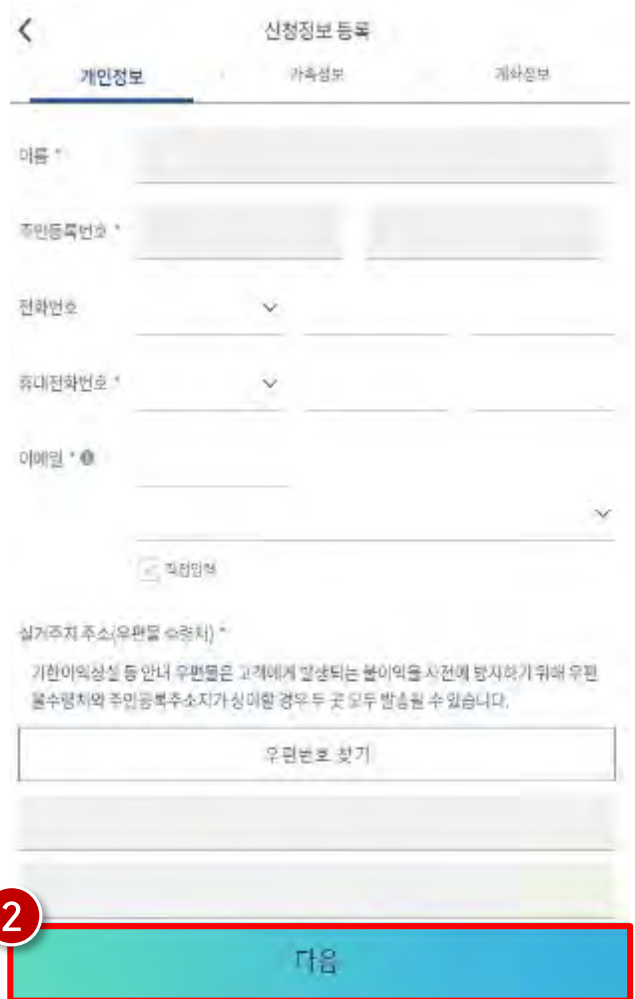 신청정보 등록
개인정보 가족정보 계좌정보
이름 *
주민등록번호 *
전화번호
휴대전화번호 *
이메일 *
직접입력
실거주지 주소(우편물 수령지) *
기한이익상실 등 안내 우편물은 고객에게 발생되는 불이익을 사전에 방지하기 위해 우편
물수령지와 주민등록주소지가 상이할 경우 두 곳 모두 발송될 수 있습니다.
우편번호 찾기
2
다음